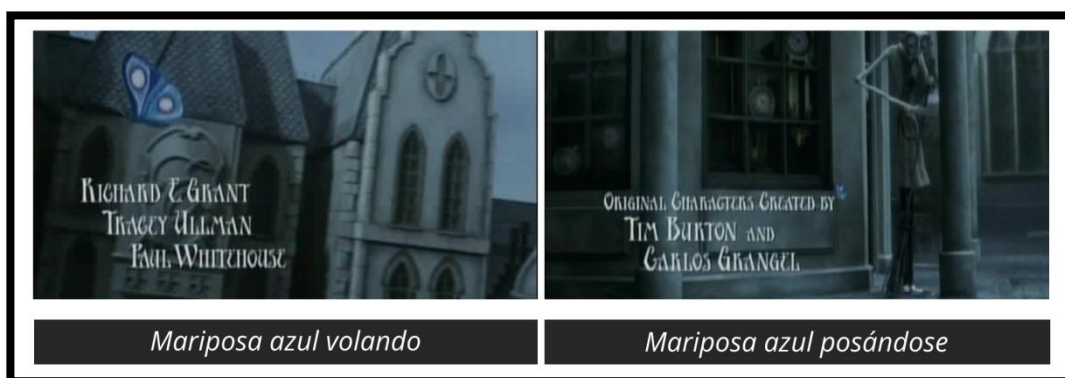 RICHARD E GRANT
TRACEY ULLMAN
PAUL WHITEHOUSE
ORIGINAL CHARACTERS CREATED BY
TIM BURTON AND
CARLOS GRANGEL
Mariposa azul volando
Mariposa azul posándose